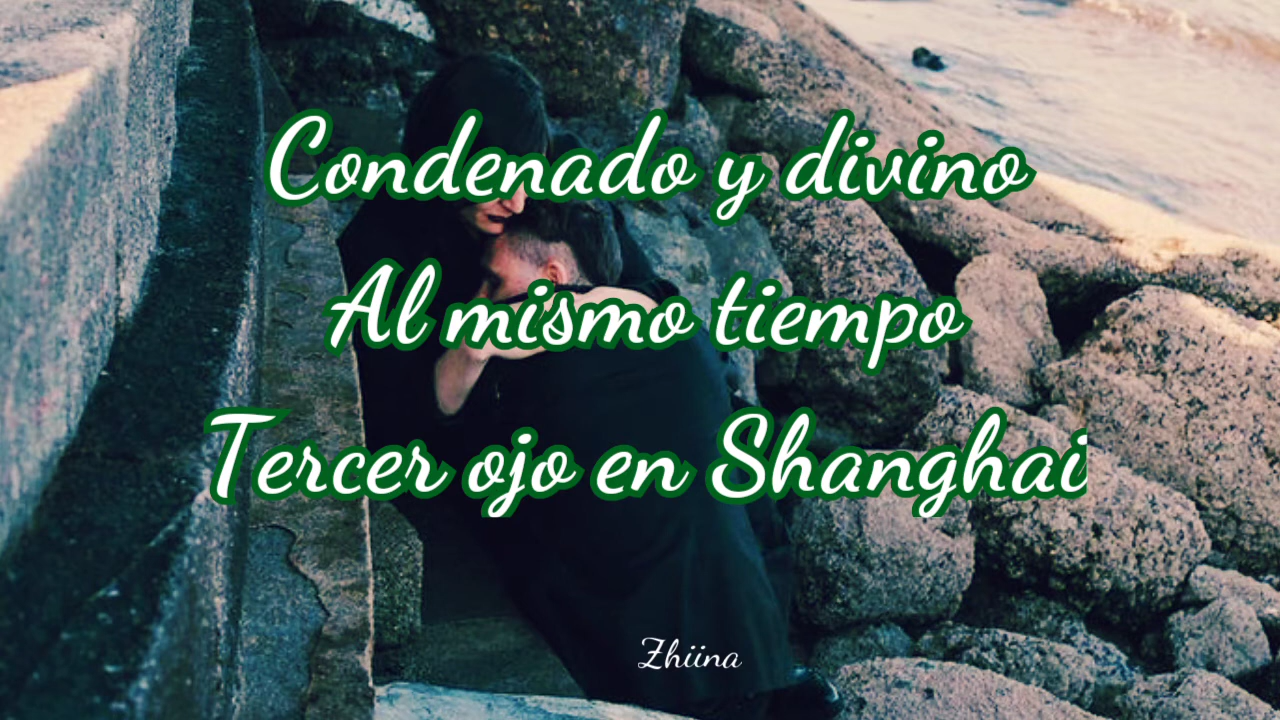 Condenado y divino
Al mismo tiempo
Tercer ojo en Shanghai
Zhiina